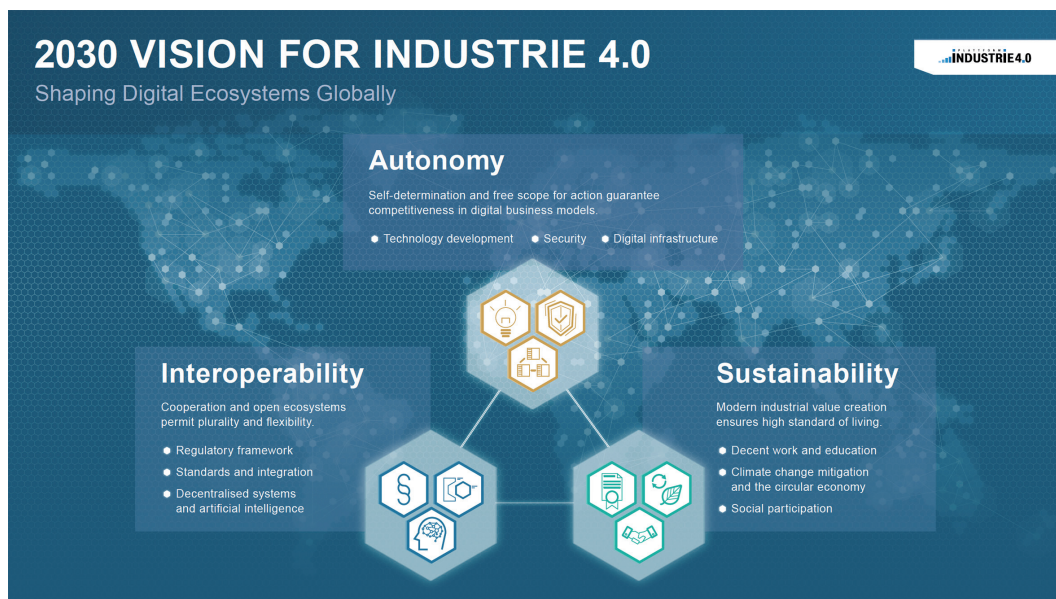 2030 VISION FOR INDUSTRIE 4.0
Shaping Digital Ecosystems Globally
PLATTFORM
INDUSTRIE4.0
Autonomy
Self-determination and free scope for action guarantee
competitiveness in digital business models.
Technology development
Security
Digital infrastructure
Interoperability
Cooperation and open ecosystems
permit plurality and flexibility.
Regulatory framework
Standards and integration
Decentralised systems
and artificial intelligence
§
Sustainability
Modern industrial value creation
ensures high standard of living.
Decent work and education
Climate change mitigation
and the circular economy
Social participation